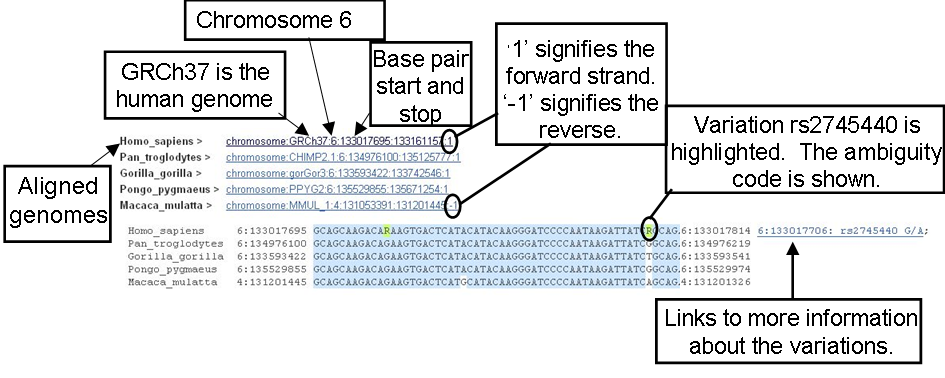 Chromosome 6
GRCh37 is the
human genome
Base pair
start and
stop
'1' signifies the
forward strand.
'-1' signifies the
reverse.
Variation rs2745440 is
highlighted. The ambiguity
code is shown.
Aligned
genomes
Homo_sapiens > chromosome:GRCh37:6:133017695:133161157:1
Pan_troglodytes > chromosome:CHIMP2.1:6:134976100:135125777:1
Gorilla_gorilla > chromosome:gorGor3:6:133593422:133742546:1
Pongo_pygmaeus > chromosome:PPYG2:6:135529855:135671254:1
Macaca_mulatta > chromosome:MMUL_1:4:131053391:131201445:-1
Homo_sapiens 6:133017695 GCAGCAAGACARAAGTGACTCATACATACAAGGGATCCCCAATAAGATTATCRGCAG.6:133017814 6:133017706: rs2745440 G/A;
Pan_troglodytes 6:134976100 GCAGCAAGACAGAAGTGACTCATACATACAAGGGATCCCCAATAAGATTATCGGCAG.6:134976219
Gorilla_gorilla 6:133593422 GCAGCAAGACAGAAGTGACTCATACATACAAGGGATCCCCAATAAGATTATCTGCAG.6:133593541
Pongo_pygmaeus 6:135529855 GCAGCAAGACAGAAGTGACTCATACATACAAGGGATCCCCAATAAGATTATCGGCAG.6:135529974
Macaca_mulatta 4:131201445 GCAGCAAGACAGAAGTGACTCATGCATACAAGGGATCCCCAATAAGATTATCAGCAG.4:131201326
Links to more information
about the variations.